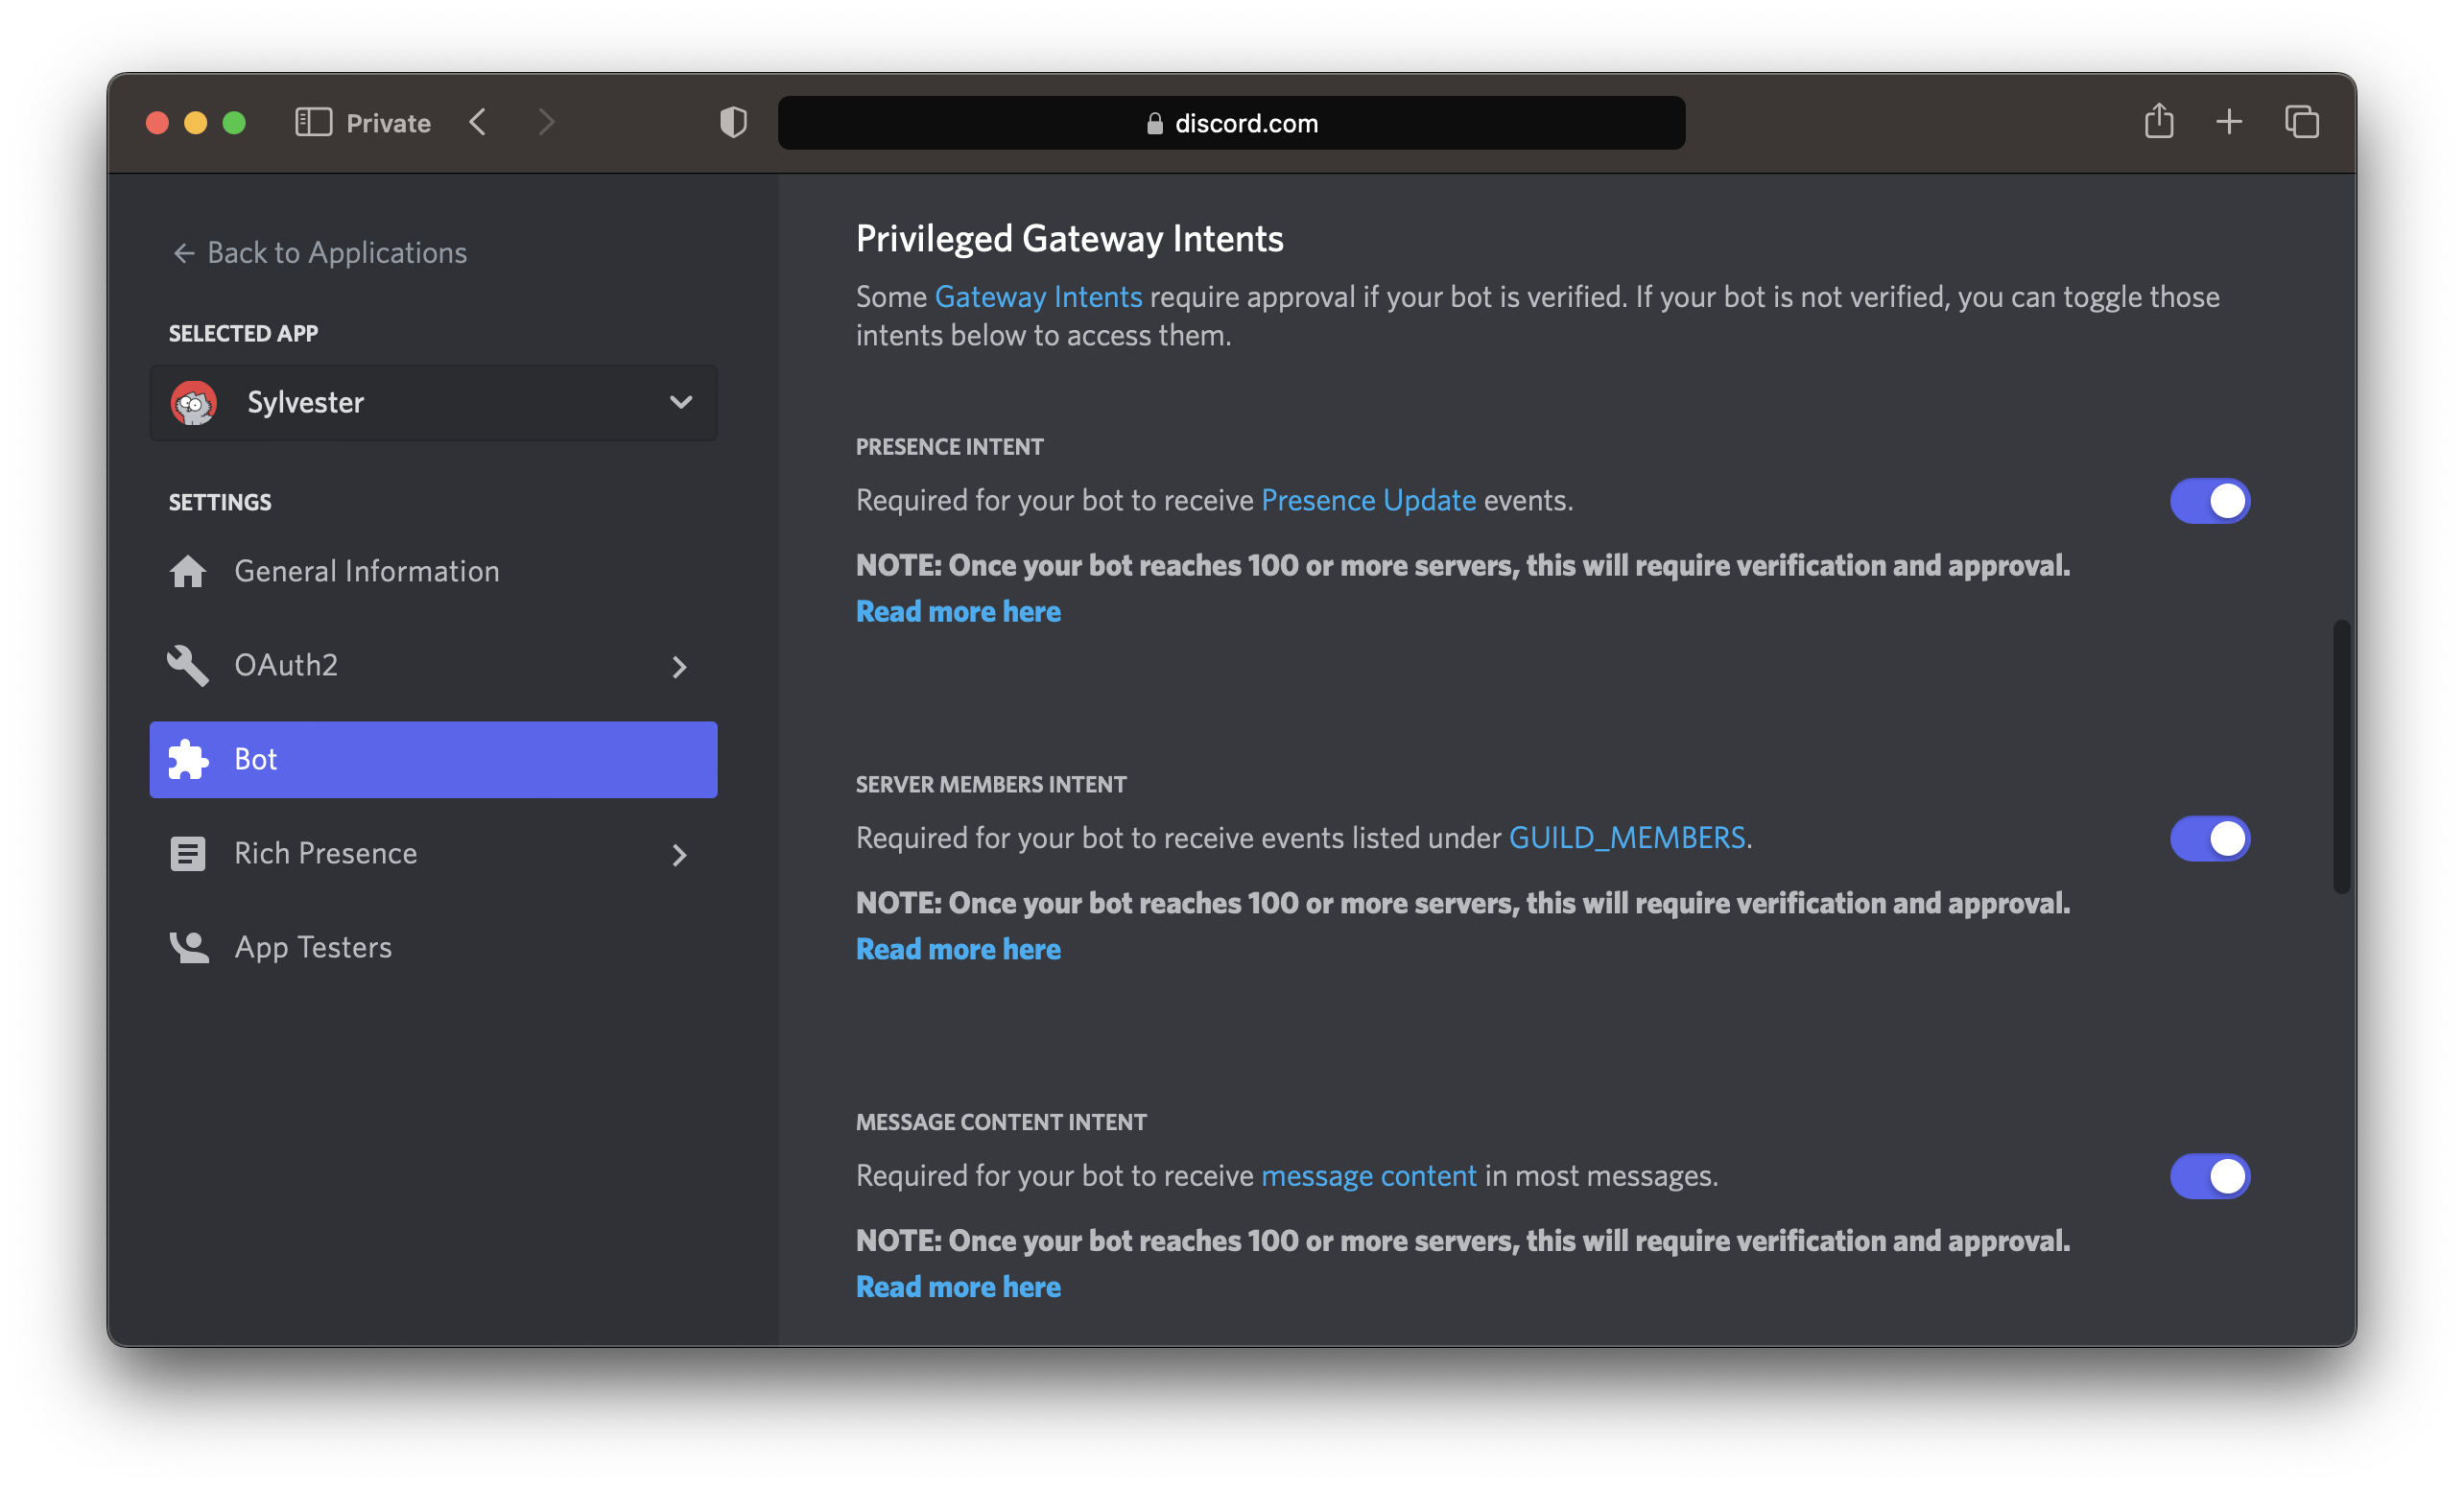 Private
discord.com
← Back to Applications
SELECTED APP
Sylvester
SETTINGS
General Information
OAuth2
Bot
Rich Presence
App Testers
Privileged Gateway Intents
Some Gateway Intents require approval if your bot is verified. If your bot is not verified, you can toggle those
intents below to access them.
PRESENCE INTENT
Required for your bot to receive Presence Update events.
NOTE: Once your bot reaches 100 or more servers, this will require verification and approval.
Read more here
SERVER MEMBERS INTENT
Required for your bot to receive events listed under GUILD_MEMBERS.
NOTE: Once your bot reaches 100 or more servers, this will require verification and approval.
Read more here
MESSAGE CONTENT INTENT
Required for your bot to receive message content in most messages.
NOTE: Once your bot reaches 100 or more servers, this will require verification and approval.
Read more here